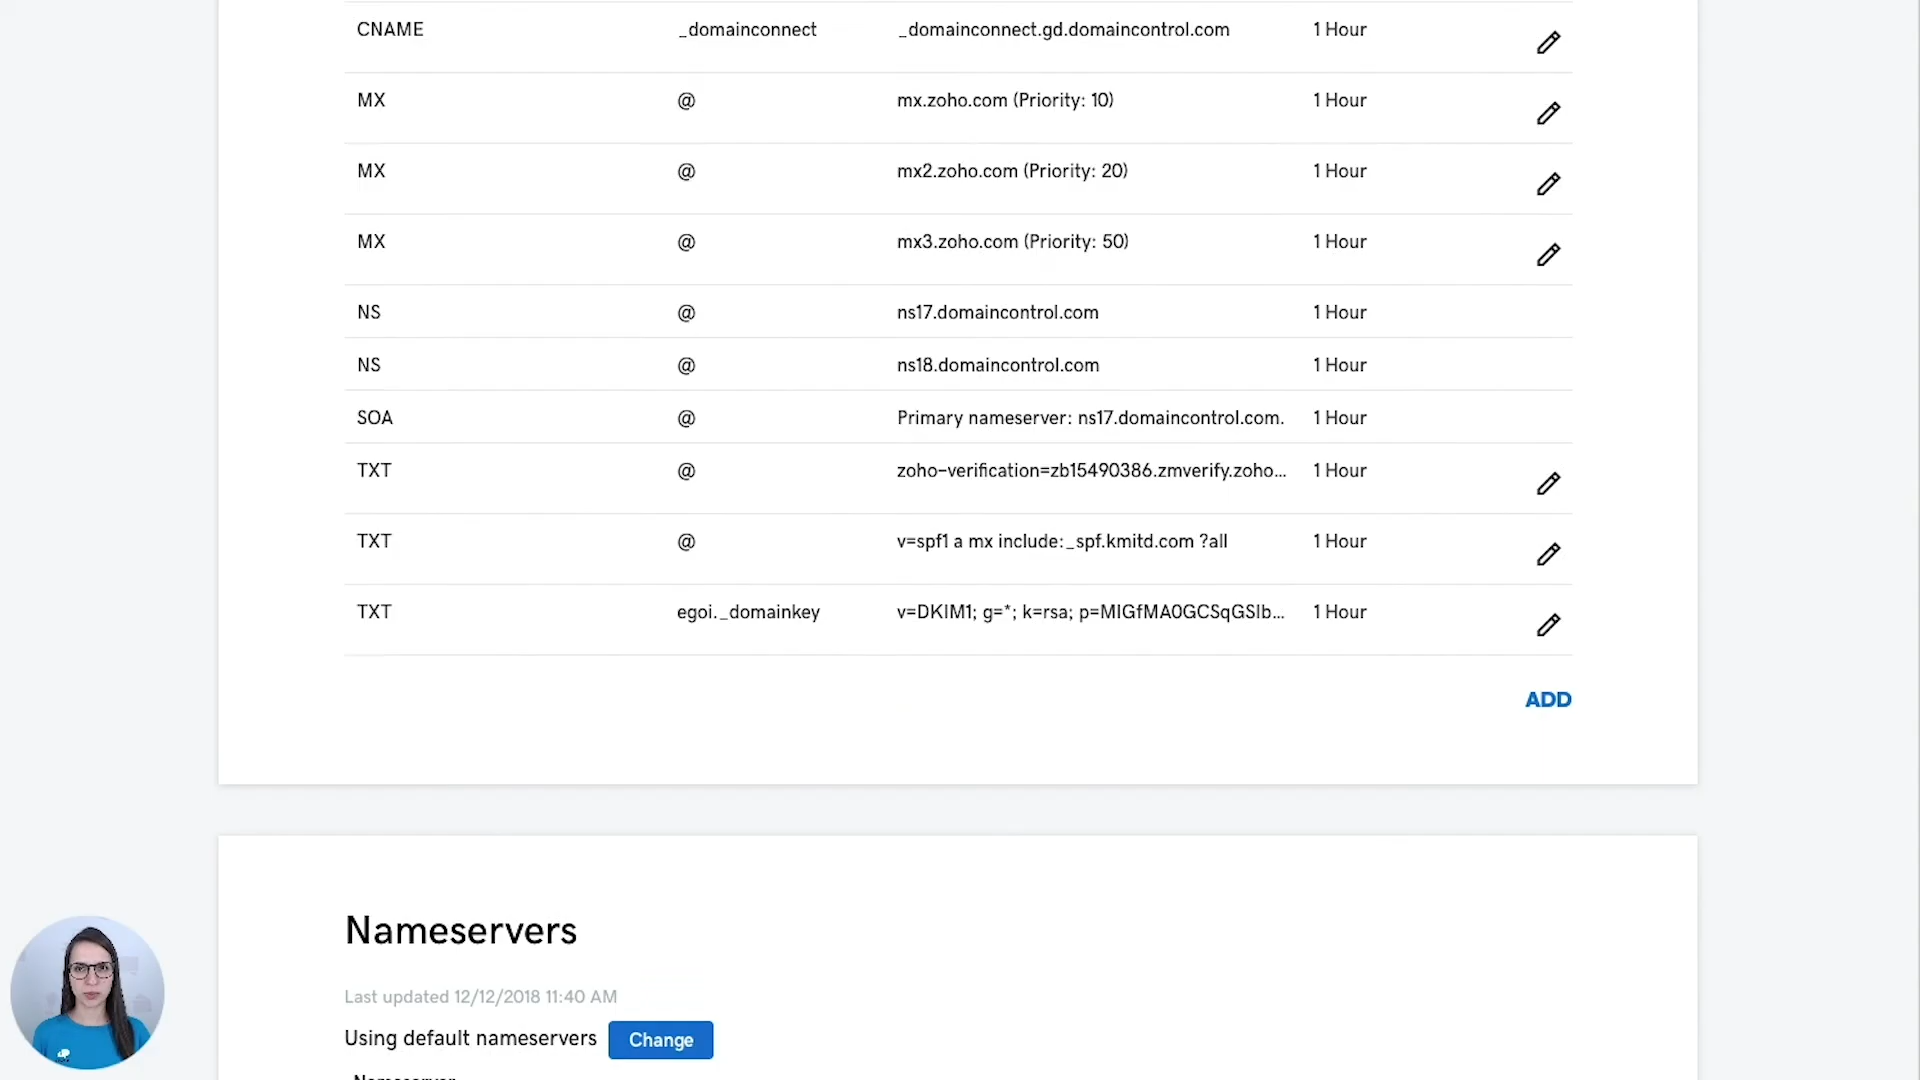 CNAME _domainconnect _domainconnect.gd.domaincontrol.com 1 Hour
MX @ mx.zoho.com (Priority: 10) 1 Hour
MX @ mx2.zoho.com (Priority: 20) 1 Hour
MX @ mx3.zoho.com (Priority: 50) 1 Hour
NS @ ns17.domaincontrol.com 1 Hour
NS @ ns18.domaincontrol.com 1 Hour
SOA @ Primary nameserver: ns17.domaincontrol.com. 1 Hour
TXT @ zoho-verification=zb15490386.zmverify.zoho... 1 Hour
TXT @ v=spf1 a mx include:_spf.kmitd.com ?all 1 Hour
TXT egoi._domainkey v=DKIM1; g=*; k=rsa; p=MIGfMA0GCSqGSIb... 1 Hour
ADD
Nameservers
Last updated 12/12/2018 11:40 AM
Using default nameservers Change
Nameserver